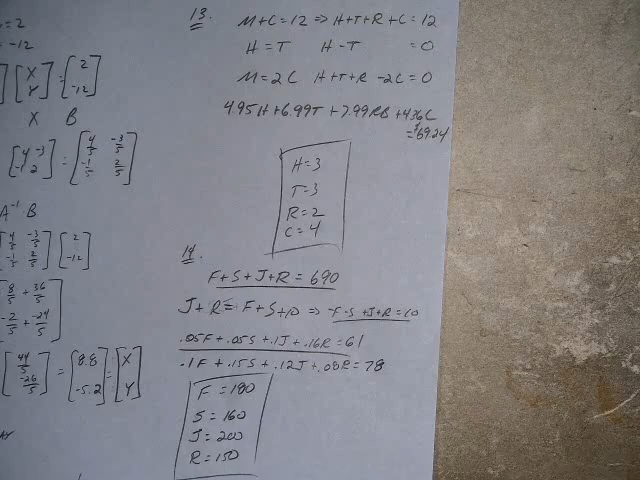 = 2
-12
[X Y] = [2 -12]
X B
[4 -3 -1 2] = [4/5 -3/5 -1/5 2/5]
A⁻¹ B
[4/5 -3/5 -1/5 2/5] [2 -12]
8/5 + 36/5
-2/5 + -24/5
[44/5 -26/5] = [8.8 -5.2] = [X Y]
13.
M+C=12 ⇒ H+T+R+C=12
H=T H-T =0
M=2C H+T+R-2C=0
4.95H+6.99T+7.99RB+4.36C
=$69.24
H=3
T=3
R=2
C=4
14.
F+S+J+R=690
J+R=F+S+10 ⇒ -F-S+J+R=10
.05F+.05S+.1J+.16R=61
.1F+.15S+.12J+.08R=78
F=180
S=160
J=200
R=150